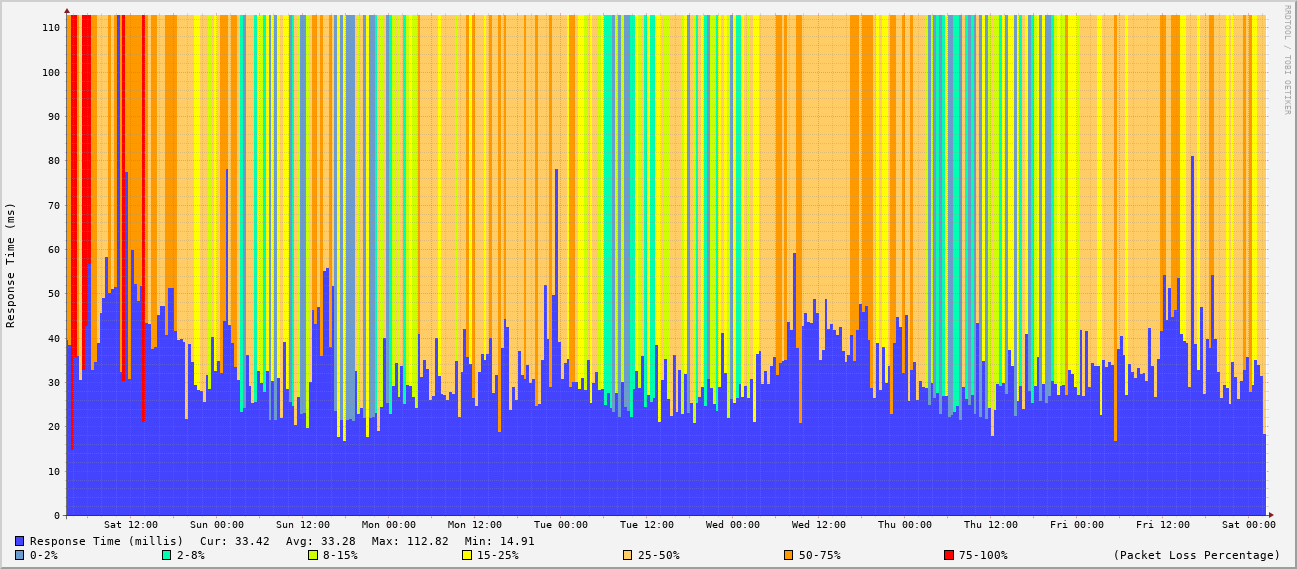 RRDTOOL / TOBI OETIKER
Response Time (ms)
110
100
90
80
70
60
50
40
30
20
10
0
Sat 12:00 Sun 00:00 Sun 12:00 Mon 00:00 Mon 12:00 Tue 00:00 Tue 12:00 Wed 00:00 Wed 12:00 Thu 00:00 Thu 12:00 Fri 00:00 Fri 12:00 Sat 00:00
Response Time (millis) Cur: 33.42 Avg: 33.28 Max: 112.82 Min: 14.91
0-2% 2-8% 8-15% 15-25% 25-50% 50-75% 75-100% (Packet Loss Percentage)